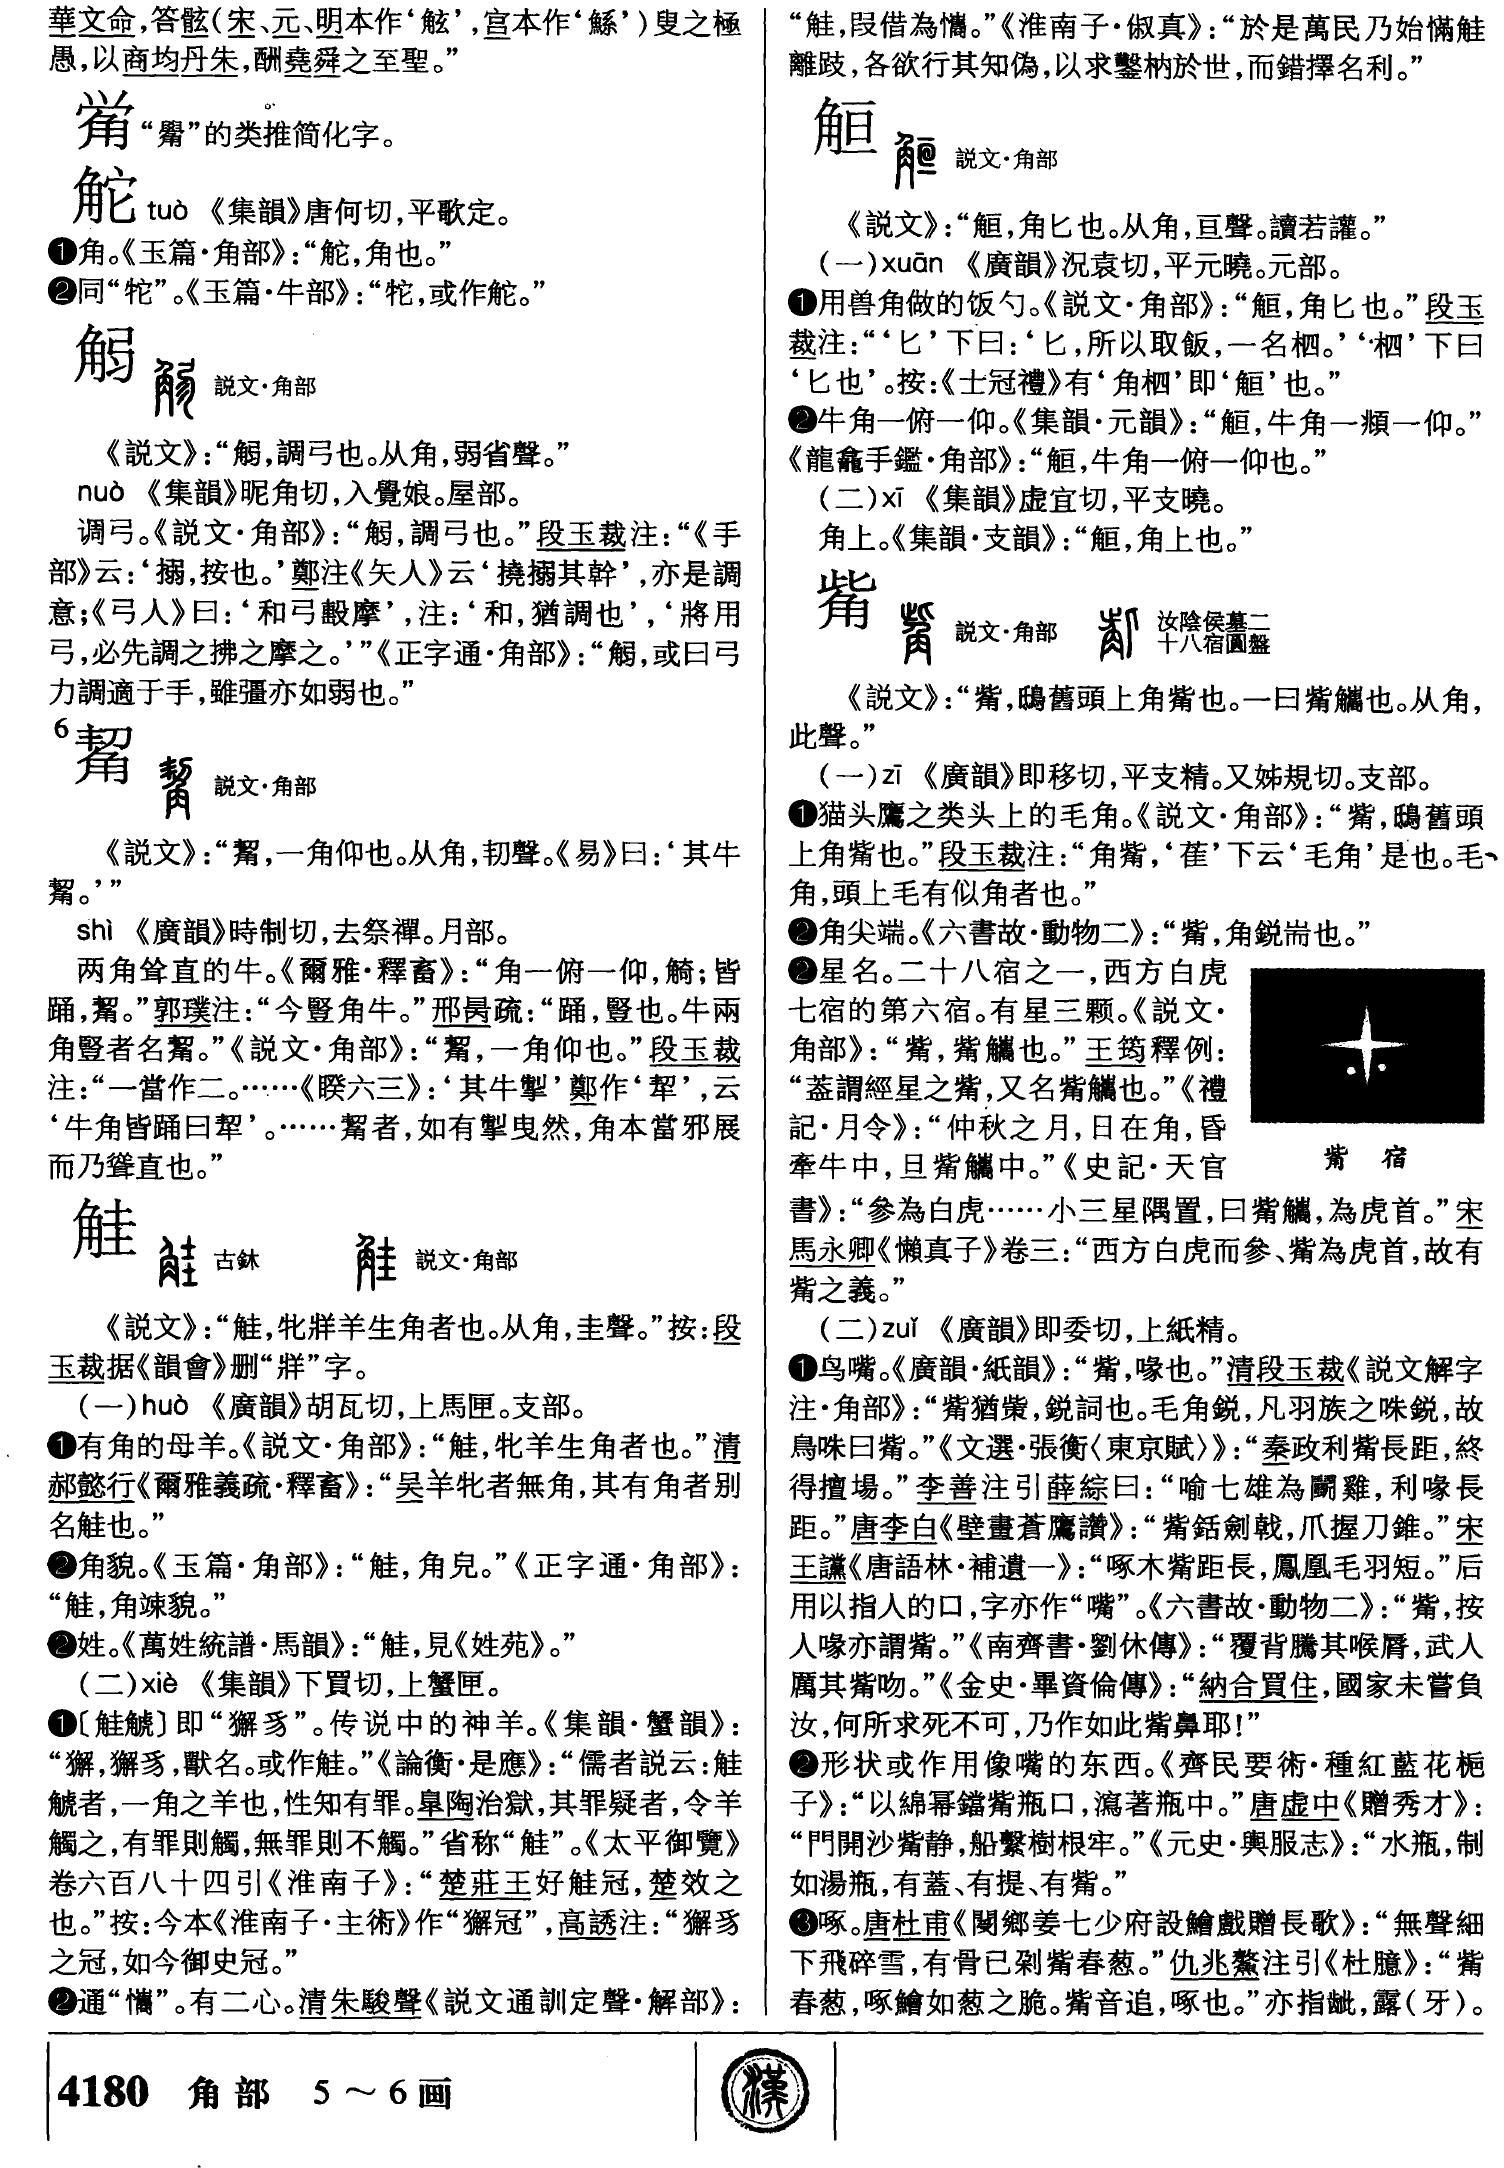 華文命，答骹（宋、元、明本作‘䏏’，宫本作‘鯀’）叟之極
愚，以商均丹朱，酬堯舜之至聖。”
“觷”的类推简化字。
舵 tuò 《集韻》唐何切，平歌定。
❶角。《玉篇·角部》：“𧣟，角也。”
❷同“牠”。《玉篇·牛部》：“牠，或作𧣟。”
説文·角部
《説文》：“䚥，調弓也。从角，弱省聲。”
nuò 《集韻》昵角切，入覺娘。屋部。
调弓。《説文·角部》：“䚥，調弓也。”段玉裁注：“《手
部》云：‘搦，按也。’鄭注《矢人》云‘撓搦其幹’，亦是調
意；《弓人》曰：‘和弓毄摩’，注：‘和，猶調也’，‘將用
弓，必先調之拂之摩之。’”《正字通·角部》：“䚥，或曰弓
力調適于手，雖彊亦如弱也。”
6
觢 説文·角部
《説文》：“觢，一角仰也。从角，㓞聲。《易》曰：‘其牛
觢。’”
shì 《廣韻》時制切，去祭禪。月部。
两角耸直的牛。《爾雅·釋畜》：“角一俯一仰，觭；皆
踊，觢。”郭璞注：“今豎角牛。”邢昺疏：“踊，豎也。牛兩
角豎者名觢。”《説文·角部》：“觢，一角仰也。”段玉裁
注：“一當作二。……《睽六三》：‘其牛掣’鄭作‘犎’，云
‘牛角皆踊曰犎’。……觢者，如有掣曳然，角本當邪展
而乃聳直也。”
觟 古鉥 説文·角部
《説文》：“觟，牝牂羊生角者也。从角，圭聲。”按：段
玉裁据《韻會》删“牂”字。
（一）huò 《廣韻》胡瓦切，上馬匣。支部。
❶有角的母羊。《説文·角部》：“觟，牝羊生角者也。”清
郝懿行《爾雅義疏·釋畜》：“吴羊牝者無角，其有角者别
名觟也。”
❷角貌。《玉篇·角部》：“觟，角皃。”《正字通·角部》：
“觟，角竦貌。”
❷姓。《萬姓統譜·馬韻》：“觟，見《姓苑》。”
（二）xiè 《集韻》下買切，上蟹匣。
❶〔觟𧣾〕即“獬豸”。传说中的神羊。《集韻·蟹韻》：
“獬，獬豸，獸名。或作觟。”《論衡·是應》：“儒者説云：觟
𧣾者，一角之羊也，性知有罪。臯陶治獄，其罪疑者，令羊
觸之，有罪則觸，無罪則不觸。”省称“觟”。《太平御覽》
卷六百八十四引《淮南子》：“楚莊王好觟冠，楚效之
也。”按：今本《淮南子·主術》作“獬冠”，高誘注：“獬豸
之冠，如今御史冠。”
❷通“㒞”。有二心。清朱駿聲《説文通訓定聲·解部》：
“觟，叚借為㒞。”《淮南子·俶真》：“於是萬民乃始慲觟
離跂，各欲行其知偽，以求鑿枘於世，而錯擇名利。”
䚙 説文·角部
《説文》：“䚙，角匕也。从角，亘聲。讀若讙。”
（一）xuān 《廣韻》況袁切，平元曉。元部。
❶用兽角做的饭勺。《説文·角部》：“䚙，角匕也。”段玉
裁注：“‘匕’下曰：‘匕，所以取飯，一名柶。’‘柶’下曰
‘匕也’。按：《士冠禮》有‘角柶’即‘䚙’也。”
❷牛角一俯一仰。《集韻·元韻》：“䚙，牛角一頫一仰。”
《龍龕手鑑·角部》：“䚙，牛角一俯一仰也。”
（二）xī 《集韻》虚宜切，平支曉。
角上。《集韻·支韻》：“䚙，角上也。”
觜 説文·角部 汝陰侯墓二
十八宿圓盤
《説文》：“觜，鴟舊頭上角觜也。一曰觜觿也。从角，
此聲。”
（一）zī 《廣韻》即移切，平支精。又姊規切。支部。
❶猫头鷹之类头上的毛角。《説文·角部》：“觜，鴟舊頭
上角觜也。”段玉裁注：“角觜，‘萑’下云‘毛角’是也。毛
角，頭上毛有似角者也。”
❷角尖端。《六書故·動物二》：“觜，角鋭耑也。”
❷星名。二十八宿之一，西方白虎
七宿的第六宿。有星三颗。《説文·
角部》：“觜，觜觿也。”王筠釋例：
“葢謂經星之觜，又名觜觿也。”《禮
記·月令》：“仲秋之月，日在角，昏
牽牛中，旦觜觿中。”《史記·天官
觜 宿
書》：“參為白虎……小三星隅置，曰觜觿，為虎首。”宋
馬永卿《懶真子》卷三：“西方白虎而參、觜為虎首，故有
觜之義。”
（二）zuǐ 《廣韻》即委切，上紙精。
❶鸟嘴。《廣韻·紙韻》：“觜，喙也。”清段玉裁《説文解字
注·角部》：“觜猶㭰，鋭詞也。毛角鋭，凡羽族之咮鋭，故
鳥咮曰觜。”《文選·張衡〈東京賦〉》：“秦政利觜長距，終
得擅場。”李善注引薛綜曰：“喻七雄為鬭雞，利喙長
距。”唐李白《壁畫蒼鷹讚》：“觜銛劍戟，爪握刀錐。”宋
王讜《唐語林·補遺一》：“啄木觜距長，鳳凰毛羽短。”后
用以指人的口，字亦作“嘴”。《六書故·動物二》：“觜，按
人喙亦謂觜。”《南齊書·劉休傳》：“覆背騰其喉脣，武人
厲其觜吻。”《金史·畢資倫傳》：“納合買住，國家未嘗負
汝，何所求死不可，乃作如此觜鼻耶！”
❷形状或作用像嘴的东西。《齊民要術·種紅藍花梔
子》：“以綿幂鐺觜瓶口，瀉著瓶中。”唐虚中《贈秀才》：
“門開沙觜静，船繫樹根牢。”《元史·輿服志》：“水瓶，制
如湯瓶，有蓋、有提、有觜。”
❸啄。唐杜甫《閿鄉姜七少府設鱠戲贈長歌》：“無聲細
下飛碎雪，有骨已剁觜春葱。”仇兆鰲注引《杜臆》：“觜
春葱，啄鱠如葱之脆。觜音追，啄也。”亦指齜，露（牙）。
4180 角部 5～6画
漢